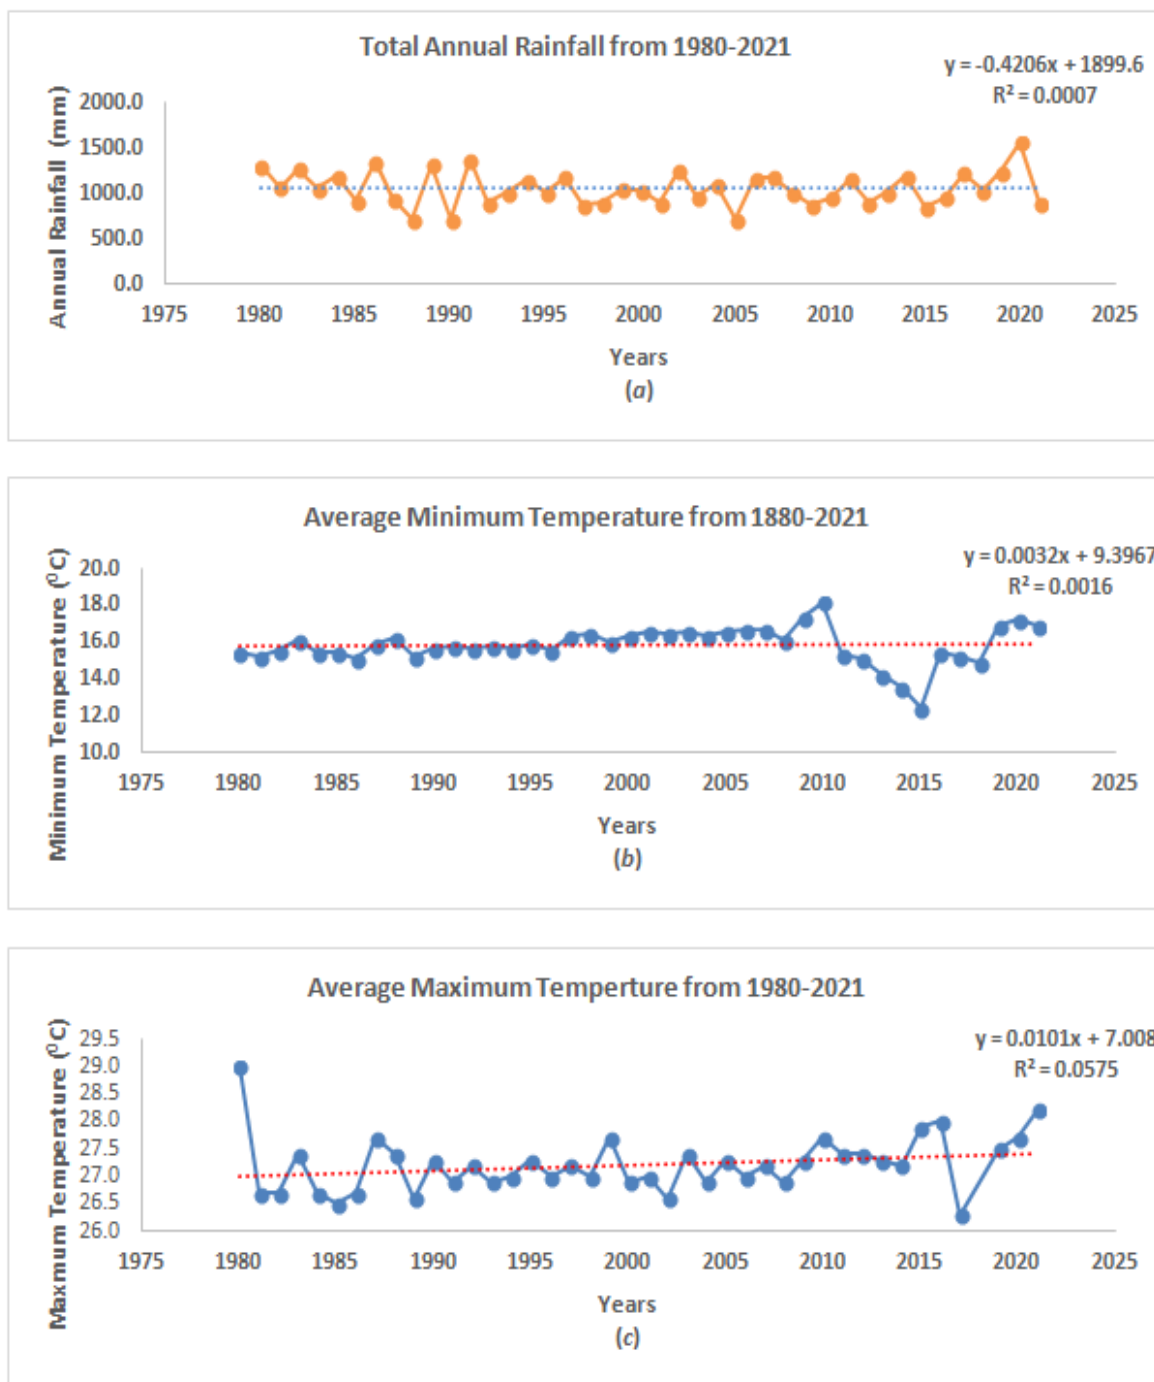 Total Annual Rainfall from 1980-2021
y = -0.4206x + 1899.6
R² = 0.0007
Annual Rainfall (mm)
2000.0
1500.0
1000.0
500.0
0.0
1975 1980 1985 1990 1995 2000 2005 2010 2015 2020 2025
Years
(a)
Average Minimum Temperature from 1880-2021
y = 0.0032x + 9.3967
R² = 0.0016
Minimum Temperature (⁰C)
20.0
18.0
16.0
14.0
12.0
10.0
1975 1980 1985 1990 1995 2000 2005 2010 2015 2020 2025
Years
(b)
Average Maximum Temperture from 1980-2021
y = 0.0101x + 7.008
R² = 0.0575
Maxmum Temperature (⁰C)
29.5
29.0
28.5
28.0
27.5
27.0
26.5
26.0
1975 1980 1985 1990 1995 2000 2005 2010 2015 2020 2025
Years
(c)